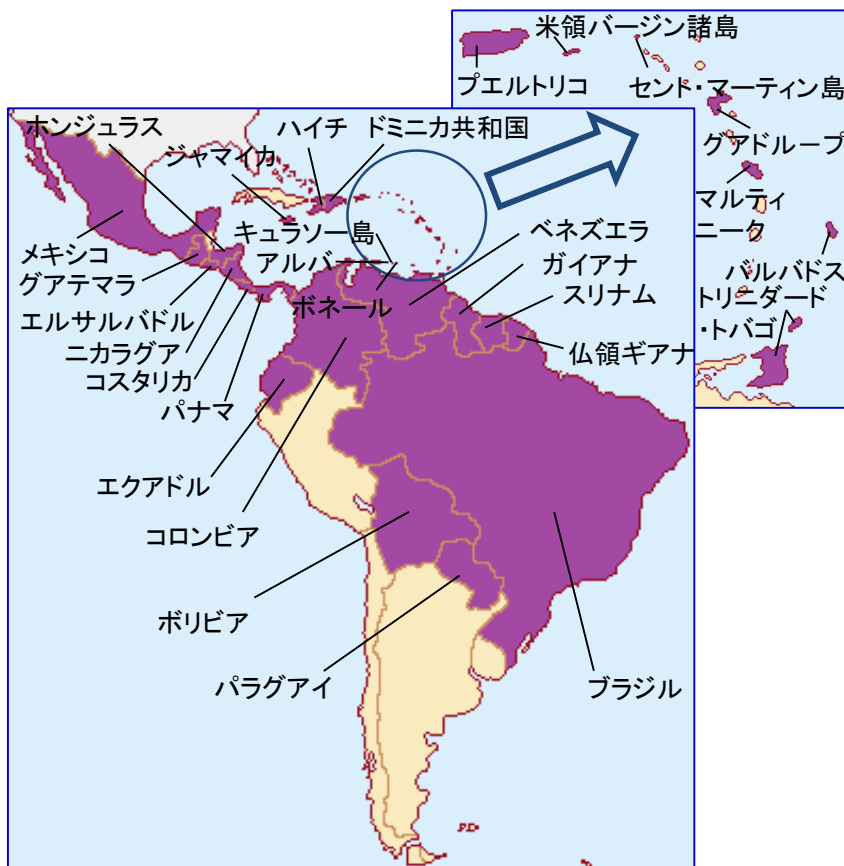 米領バージン諸島
プエルトリコ
セント・マーティン島
グアドループ
マルティ
ニーク
バルバドス
トリニダード
・トバゴ
ホンジュラス
ハイチ
ドミニカ共和国
ジャマイカ
キュラソー島
アルバー
ベネズエラ
ガイアナ
スリナム
メキシコ
グアテマラ
エルサルバドル
ニカラグア
コスタリカ
パナマ
ボネール
仏領ギアナ
エクアドル
コロンビア
ボリビア
パラグアイ
ブラジル